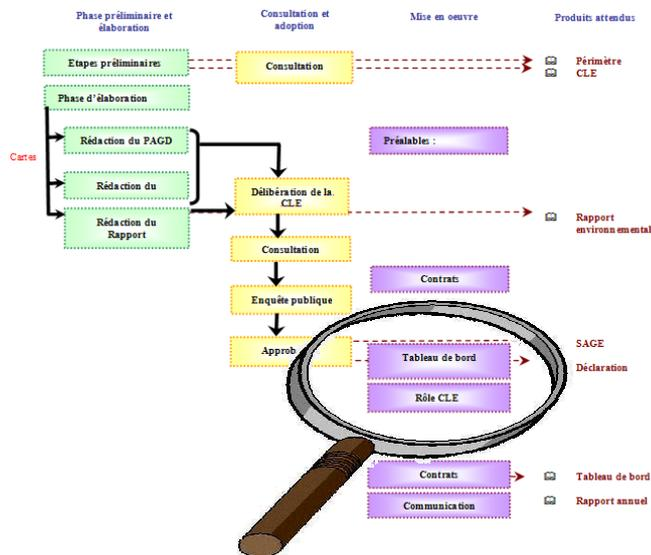 Phase préliminaire et
élaboration
Consultation et
adoption
Mise en oeuvre
Produits attendus
Etapes préliminaires
Consultation
Périmètre
CLE
Phase d'élaboration
Cartes
Rédaction du PAGD
Préalables :
Rédaction du
Délibération de la
CLE
Rédaction du
Rapport
Rapport
environnemental
Consultation
Contrats
Enquête publique
Approb
SAGE
Tableau de bord
Déclaration
Rôle CLE
Contrats
Tableau de bord
Communication
Rapport annuel